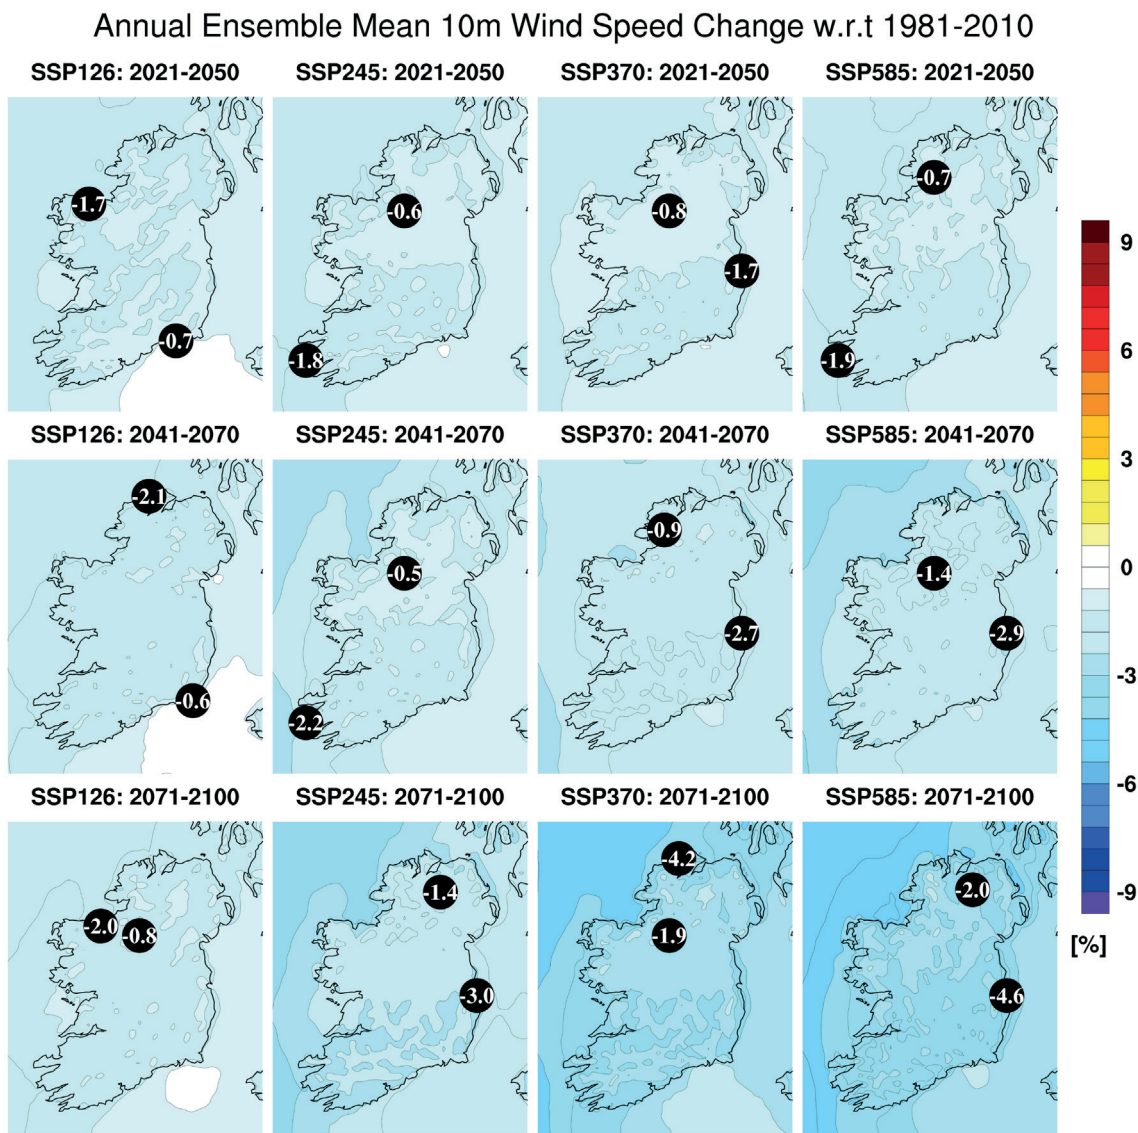 Annual Ensemble Mean 10m Wind Speed Change w.r.t 1981-2010
SSP126: 2021-2050
SSP245: 2021-2050
SSP370: 2021-2050
SSP585: 2021-2050
-1.7
-0.7
-0.6
-1.8
-0.8
-1.7
-0.7
-1.9
SSP126: 2041-2070
SSP245: 2041-2070
SSP370: 2041-2070
SSP585: 2041-2070
-2.1
-0.6
-0.5
-2.2
-0.9
-2.7
-1.4
-2.9
SSP126: 2071-2100
SSP245: 2071-2100
SSP370: 2071-2100
SSP585: 2071-2100
-2.0
-0.8
-1.4
-3.0
-4.2
-1.9
-2.0
-4.6
9
6
3
0
-3
-6
-9
[%]